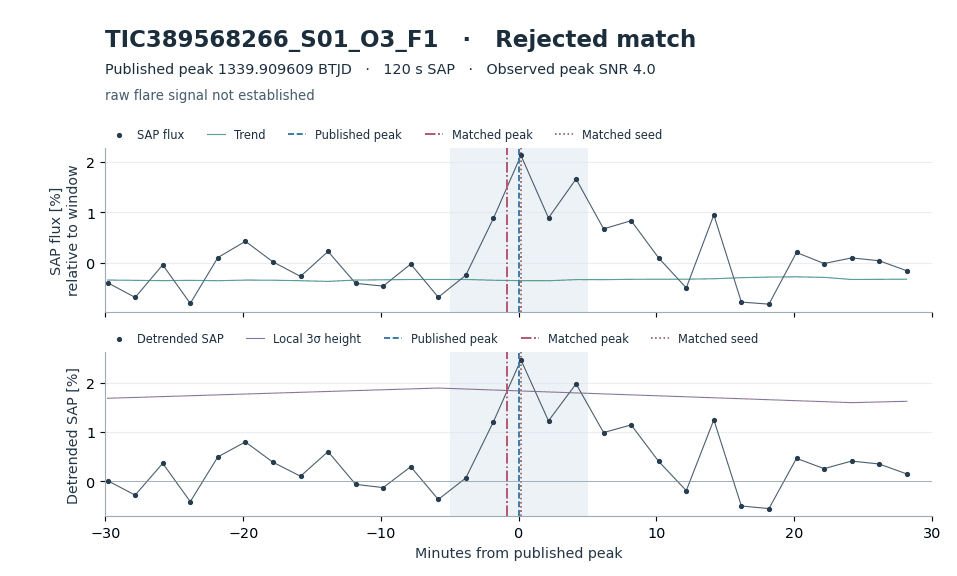 TIC389568266_S01_O3_F1 · Rejected match
Published peak 1339.909609 BTJD · 120 s SAP · Observed peak SNR 4.0
raw flare signal not established
SAP flux Trend Published peak Matched peak Matched seed
2
1
0
SAP flux [%]
relative to window
Detrended SAP Local 3σ height Published peak Matched peak Matched seed
2
1
0
Detrended SAP [%]
−30 −20 −10 0 10 20 30
Minutes from published peak